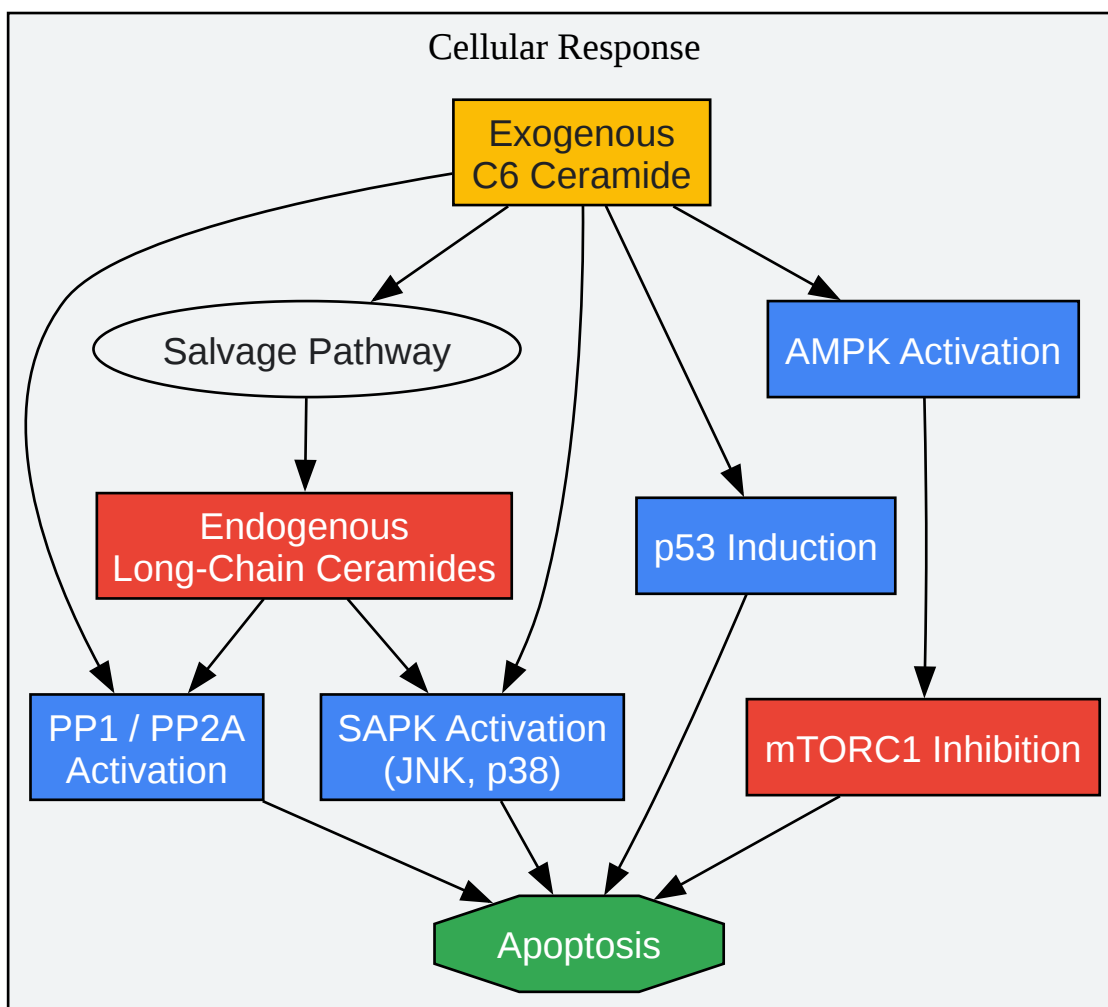 Cellular Response
Exogenous
C6 Ceramide
Salvage Pathway
AMPK Activation
Endogenous
Long-Chain Ceramides
p53 Induction
PP1 / PP2A
Activation
SAPK Activation
(JNK, p38)
mTORC1 Inhibition
Apoptosis